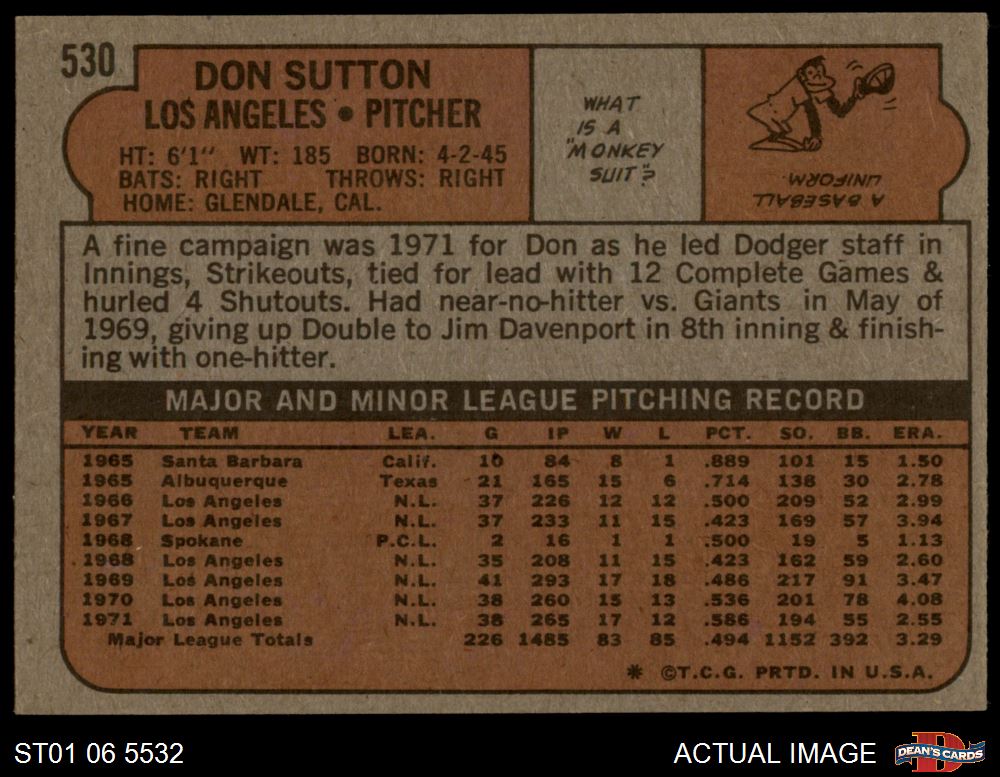 530
DON SUTTON
LOS ANGELES • PITCHER
HT: 6'1" WT: 185 BORN: 4-2-45
BATS: RIGHT THROWS: RIGHT
HOME: GLENDALE, CAL.
WHAT
IS A
"MONKEY
SUIT"?
A BASEBALL
UNIFORM.
A fine campaign was 1971 for Don as he led Dodger staff in
Innings, Strikeouts, tied for lead with 12 Complete Games &
hurled 4 Shutouts. Had near-no-hitter vs. Giants in May of
1969, giving up Double to Jim Davenport in 8th inning & finish-
ing with one-hitter.
MAJOR AND MINOR LEAGUE PITCHING RECORD
YEAR TEAM LEA. G IP W L PCT. SO. BB. ERA.
1965 Santa Barbara Calif. 10 84 8 1 .889 101 15 1.50
1965 Albuquerque Texas 21 165 15 6 .714 138 30 2.78
1966 Los Angeles N.L. 37 226 12 12 .500 209 52 2.99
1967 Los Angeles N.L. 37 233 11 15 .423 169 57 3.94
1968 Spokane P.C.L. 2 16 1 1 .500 19 5 1.13
1968 Los Angeles N.L. 35 208 11 15 .423 162 59 2.60
1969 Los Angeles N.L. 41 293 17 18 .486 217 91 3.47
1970 Los Angeles N.L. 38 260 15 13 .536 201 78 4.08
1971 Los Angeles N.L. 38 265 17 12 .586 194 55 2.55
Major League Totals 226 1485 83 85 .494 1152 392 3.29
* ©T.C.G. PRTD. IN U.S.A.
ST01 06 5532
ACTUAL IMAGE
D
DEAN'S CARDS